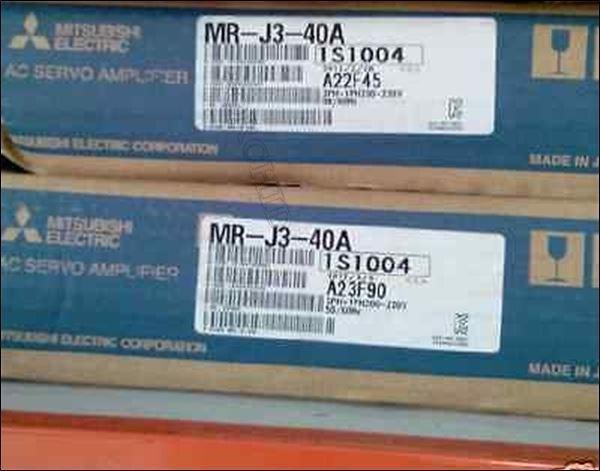 MITSUBISHI
ELECTRIC
AC SERVO AMPLIFIER
MITSUBISHI ELECTRIC CORPORATION
MR-J3-40A
1S1004
A22F45
MADE IN
MITSUBISHI
ELECTRIC
AC SERVO AMPLIFIER
MITSUBISHI ELECTRIC CORPORATION
MR-J3-40A
1S1004
A23F90
MADE IN